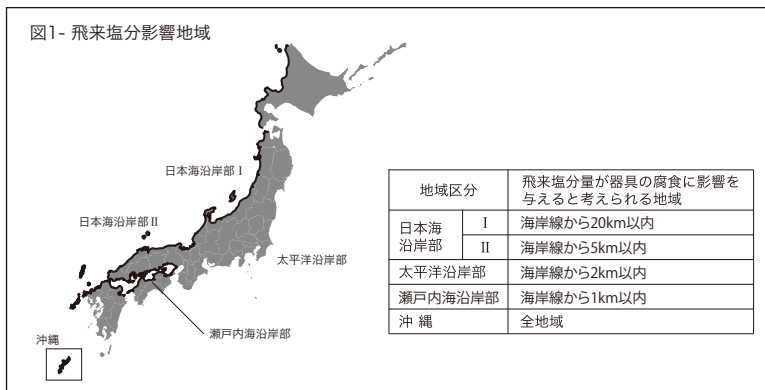 図1- 飛来塩分影響地域
日本海沿岸部 I
日本海沿岸部 II
太平洋沿岸部
瀬戸内海沿岸部
沖縄
地域区分
飛来塩分量が器具の腐食に影響を
与えると考えられる地域
日本海
沿岸部
I
海岸線から20km以内
II
海岸線から5km以内
太平洋沿岸部
海岸線から2km以内
瀬戸内海沿岸部
海岸線から1km以内
沖 縄
全地域